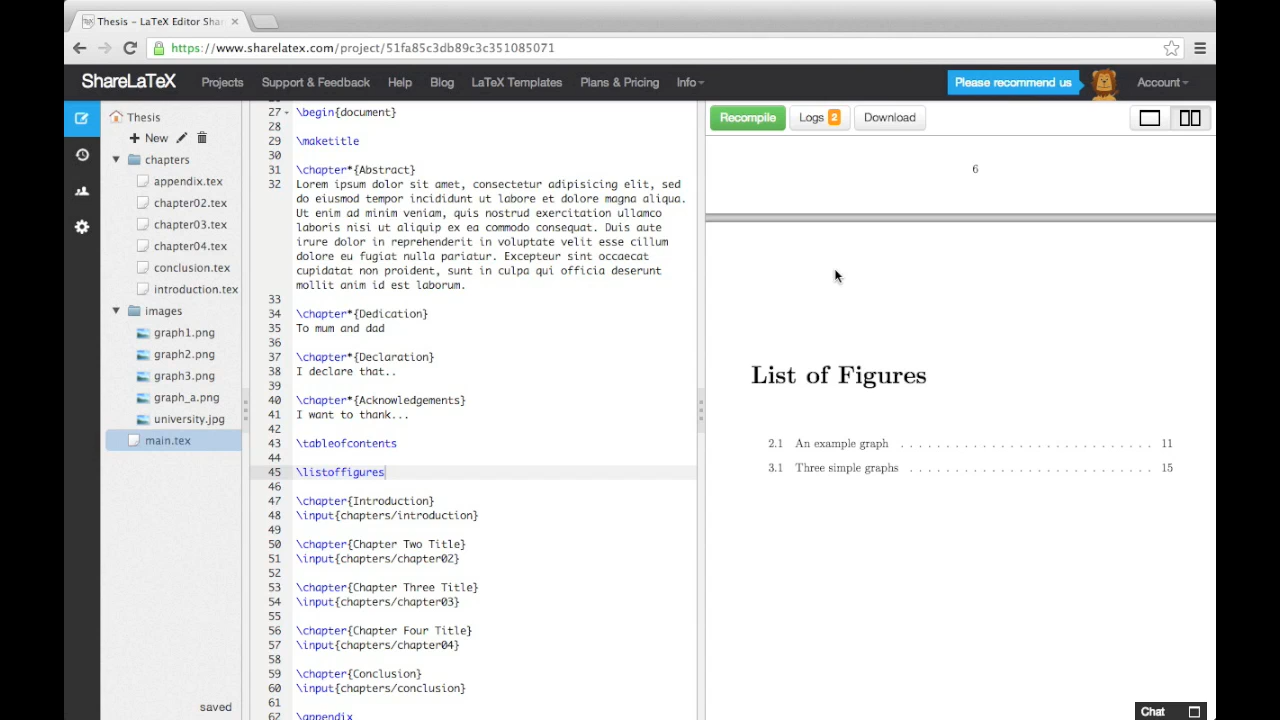 Thesis – LaTeX Editor Shar
https://www.sharelatex.com/project/51fa85c3db89c3c351085071
ShareLaTeX Projects Support & Feedback Help Blog LaTeX Templates Plans & Pricing Info Please recommend us Account
Thesis
New
chapters
appendix.tex
chapter02.tex
chapter03.tex
chapter04.tex
conclusion.tex
introduction.tex
images
graph1.png
graph2.png
graph3.png
graph_a.png
university.jpg
main.tex
saved
27 \begin{document}
28
29 \maketitle
30
31 \chapter*{Abstract}
32 Lorem ipsum dolor sit amet, consectetur adipisicing elit, sed
do eiusmod tempor incididunt ut labore et dolore magna aliqua.
Ut enim ad minim veniam, quis nostrud exercitation ullamco
laboris nisi ut aliquip ex ea commodo consequat. Duis aute
irure dolor in reprehenderit in voluptate velit esse cillum
dolore eu fugiat nulla pariatur. Excepteur sint occaecat
cupidatat non proident, sunt in culpa qui officia deserunt
mollit anim id est laborum.
33
34 \chapter*{Dedication}
35 To mum and dad
36
37 \chapter*{Declaration}
38 I declare that..
39
40 \chapter*{Acknowledgements}
41 I want to thank...
42
43 \tableofcontents
44
45 \listoffigures
46
47 \chapter{Introduction}
48 \input{chapters/introduction}
49
50 \chapter{Chapter Two Title}
51 \input{chapters/chapter02}
52
53 \chapter{Chapter Three Title}
54 \input{chapters/chapter03}
55
56 \chapter{Chapter Four Title}
57 \input{chapters/chapter04}
58
59 \chapter{Conclusion}
60 \input{chapters/conclusion}
61
62 \appendix
Recompile Logs 2 Download
6
List of Figures
2.1 An example graph . . . . . . . . . . . . . . . . . . . . . . . . . . 11
3.1 Three simple graphs . . . . . . . . . . . . . . . . . . . . . . . . . 15
Chat